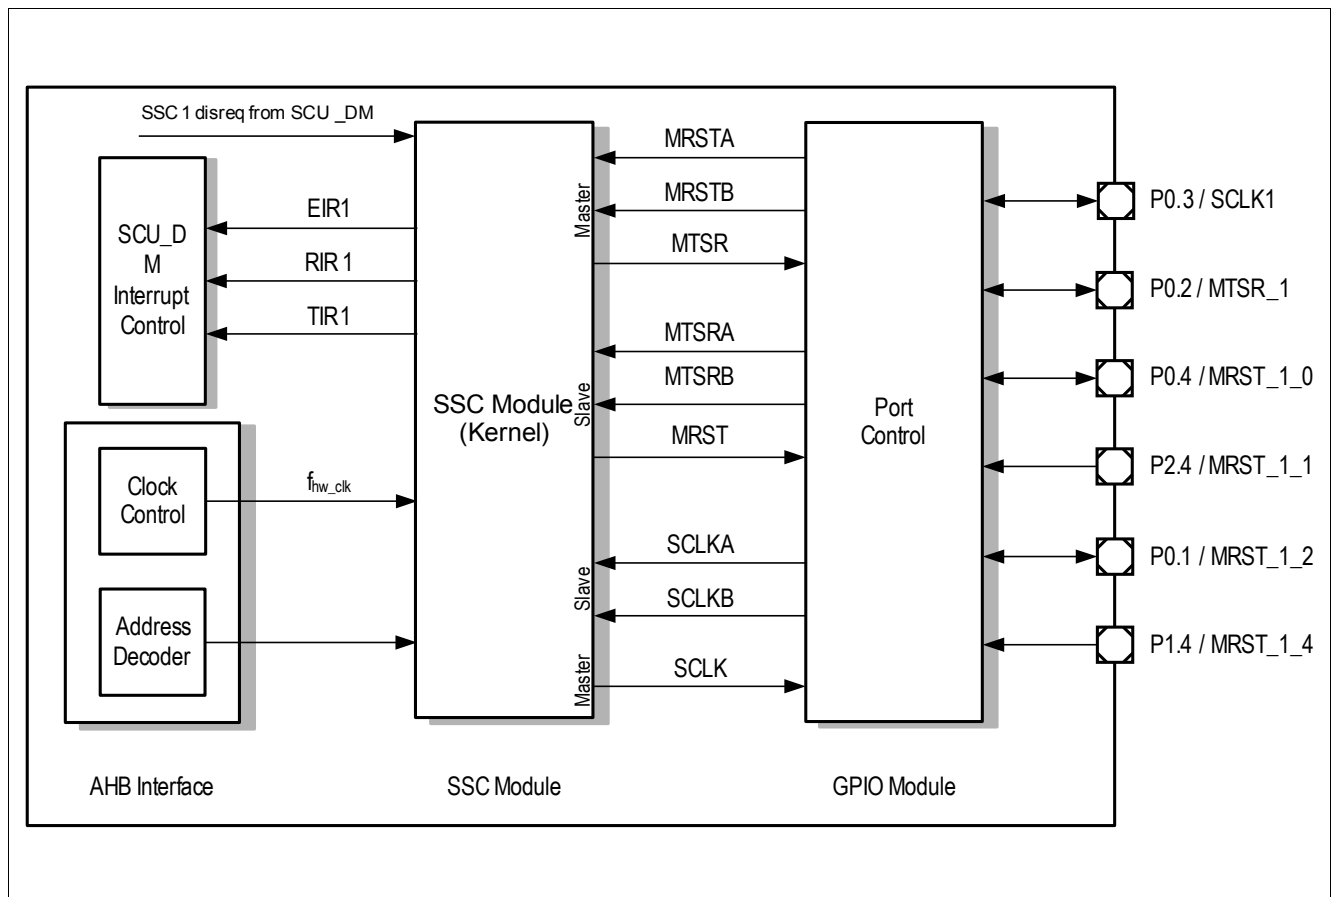 SSC 1 disreq from SCU _DM
SCU_D
M
Interrupt
Control
EIR1
RIR 1
TIR 1
Clock
Control
f hw_clk
Address
Decoder
AHB Interface
SSC Module
(Kernel)
Master
Slave
Slave
Master
SSC Module
MRSTA
MRSTB
MTSR
MTSRA
MTSRB
MRST
SCLKA
SCLKB
SCLK
Port
Control
GPIO Module
P0.3 / SCLK1
P0.2 / MTSR_1
P0.4 / MRST_1_0
P2.4 / MRST_1_1
P0.1 / MRST_1_2
P1.4 / MRST_1_4